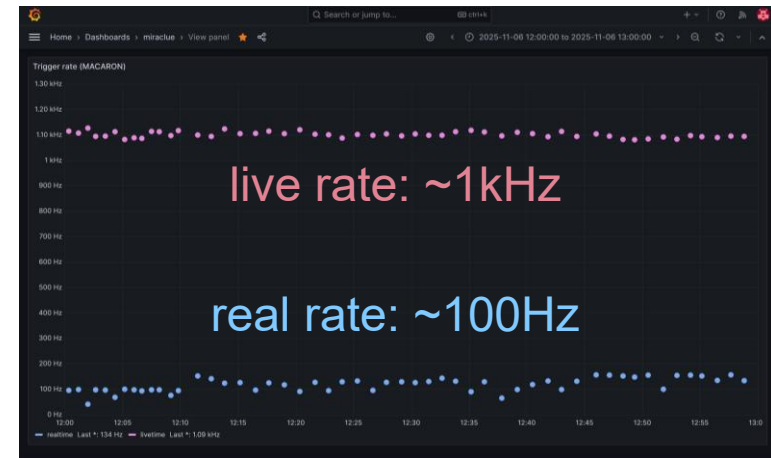 Search or jump to... ctrl+k
Home › Dashboards › miraclue › View panel 2025-11-06 12:00:00 to 2025-11-06 13:00:00
Trigger rate (MACARON)
1.30 kHz
1.20 kHz
1.10 kHz
1 kHz
900 Hz
live rate: ~1kHz
800 Hz
700 Hz
600 Hz
500 Hz
400 Hz
real rate: ~100Hz
300 Hz
200 Hz
100 Hz
0 Hz
12:00 12:05 12:10 12:15 12:20 12:25 12:30 12:35 12:40 12:45 12:50 12:55 13:0
realtime Last *: 134 Hz livetime Last *: 1.09 kHz